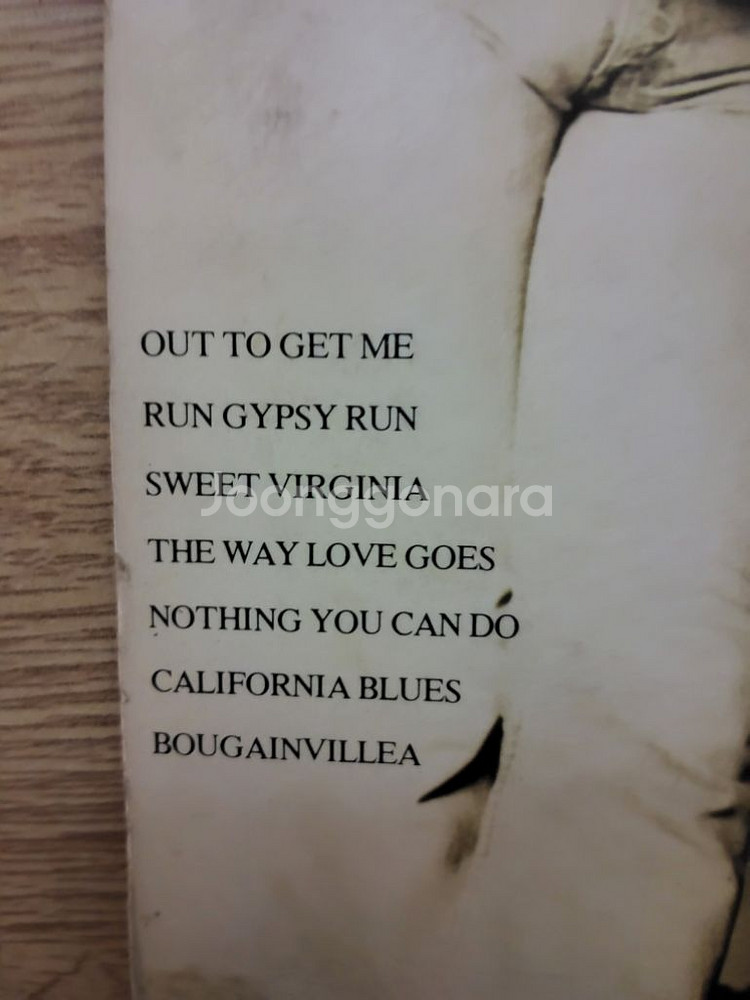 OUT TO GET ME
RUN GYPSY RUN
SWEET VIRGINIA
Joonggonara
THE WAY LOVE GOES
NOTHING YOU CAN DO
CALIFORNIA BLUES
BOUGAINVILLEA